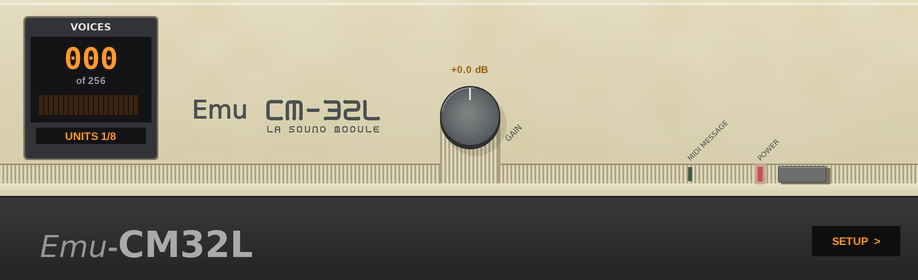 VOICES
000
of 256
UNITS 1/8
Emu CM-32L
LA SOUND MODULE
+0.0 dB
GAIN
MIDI MESSAGE
POWER
Emu-CM32L
SETUP >